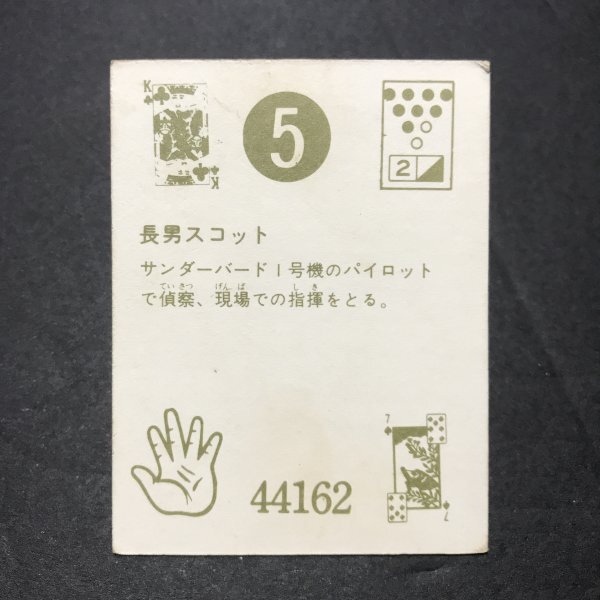 K
5
2
K
長男スコット
サンダーバード1号機のパイロット
で偵察、現場での指揮をとる。
ていさつ げんば しき
7
44162
7